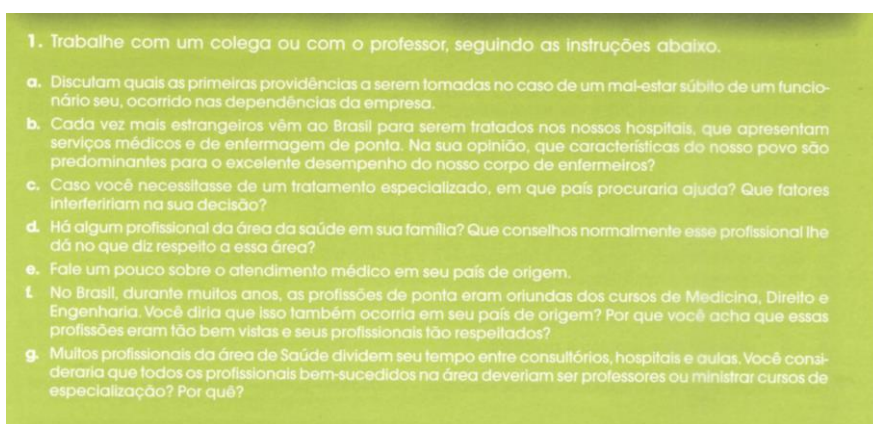 1. Trabalhe com um colega ou com o professor, seguindo as instruções abaixo.
a. Discutam quais as primeiras providências a serem tomadas no caso de um mal-estar súbito de um funcio-
nário seu, ocorrido nas dependências da empresa.
b. Cada vez mais estrangeiros vêm ao Brasil para serem tratados nos nossos hospitais, que apresentam
serviços médicos e de enfermagem de ponta. Na sua opinião, que características do nosso povo são
predominantes para o excelente desempenho do nosso corpo de enfermeiros?
c. Caso você necessitasse de um tratamento especializado, em que país procuraria ajuda? Que fatores
interfeririam na sua decisão?
d. Há algum profissional da área da saúde em sua família? Que conselhos normalmente esse profissional lhe
dá no que diz respeito a essa área?
e. Fale um pouco sobre o atendimento médico em seu país de origem.
f. No Brasil, durante muitos anos, as profissões de ponta eram oriundas dos cursos de Medicina, Direito e
Engenharia. Você diria que isso também ocorria em seu país de origem? Por que você acha que essas
profissões eram tão bem vistas e seus profissionais tão respeitados?
g. Muitos profissionais da área de Saúde dividem seu tempo entre consultórios, hospitais e aulas. Você consi-
deraria que todos os profissionais bem-sucedidos na área deveriam ser professores ou ministrar cursos de
especialização? Por quê?